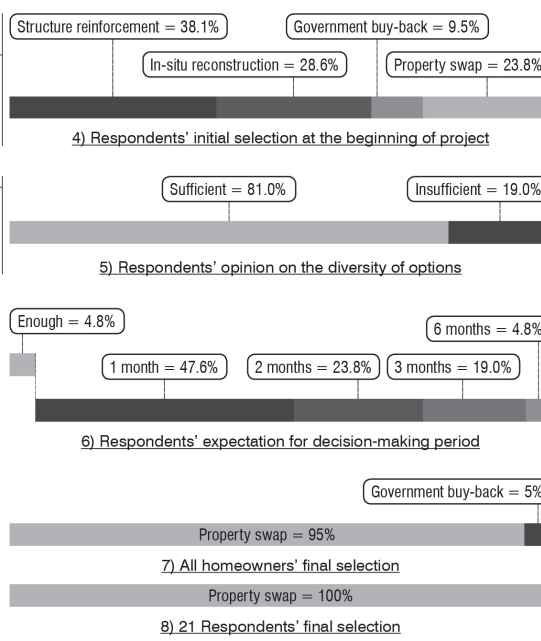 Structure reinforcement = 38.1%
Government buy-back = 9.5%
In-situ reconstruction = 28.6%
Property swap = 23.8%
4) Respondents’ initial selection at the beginning of project
Sufficient = 81.0%
Insufficient = 19.0%
5) Respondents’ opinion on the diversity of options
Enough = 4.8%
6 months = 4.8%
1 month = 47.6%
2 months = 23.8%
3 months = 19.0%
6) Respondents’ expectation for decision-making period
Government buy-back = 5%
Property swap = 95%
7) All homeowners’ final selection
Property swap = 100%
8) 21 Respondents’ final selection